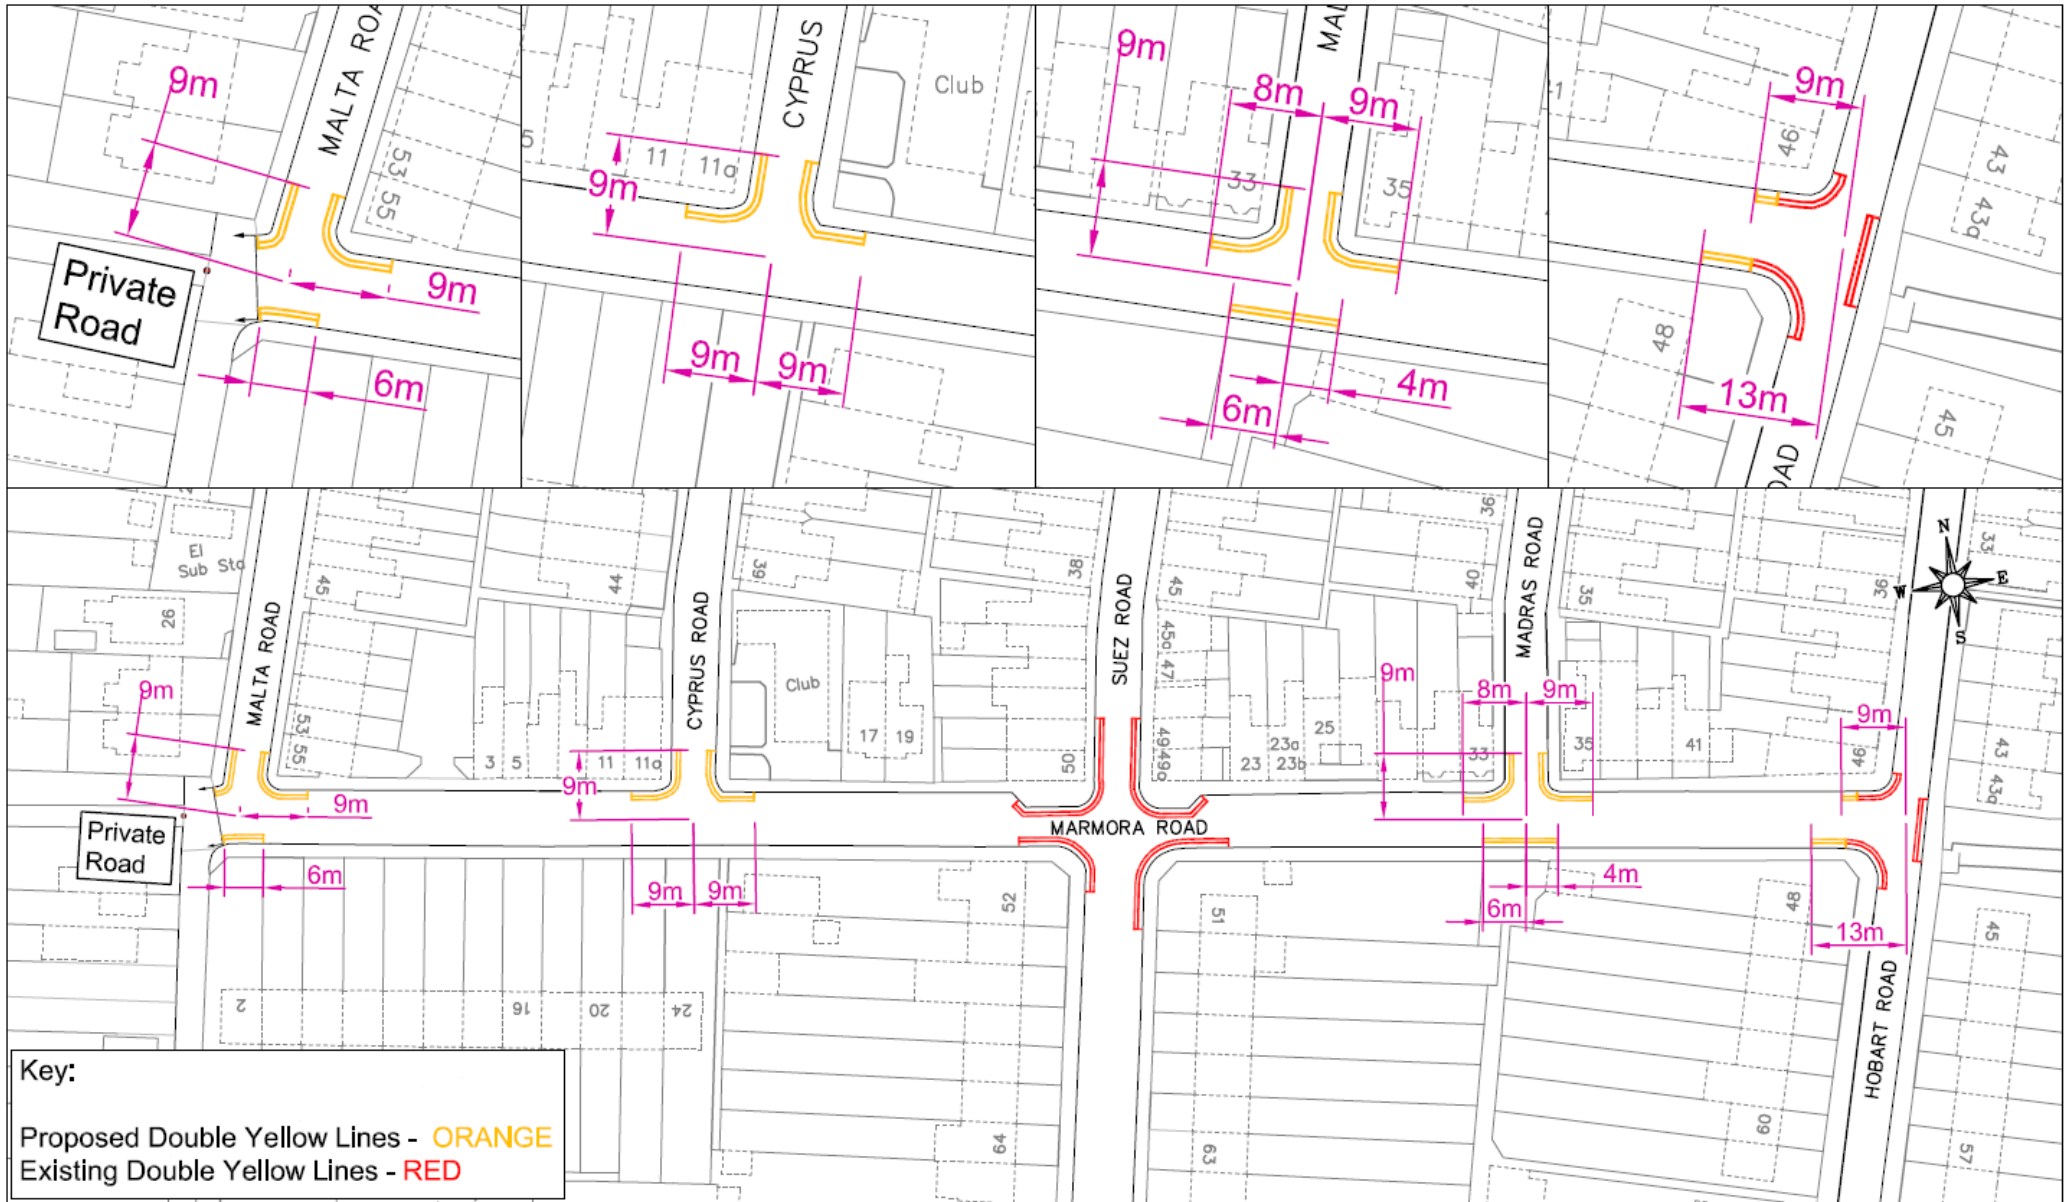 MALTA ROA
9m
53 55
9m
Private
Road
6m
CYPRUS
Club
5
11
11a
9m
9m
9m
MAL
9m
8m
9m
33
35
4m
6m
9m
49
43
43a
48
13m
45
OAD
El
Sub Sta
29
MALTA ROAD
45
53 55
9m
9m
Private
Road
6m
44
3
5
11
11a
CYPRUS ROAD
9m
9m
9m
39
Club
17
19
38
50
SUEZ ROAD
45
45a 47
49 49a
MARMORA ROAD
23
23a
23b
25
9m
40
36
33
8m
9m
MADRAS ROAD
35
35
41
4m
6m
36
49
9m
N
E
S
W
33
43
43a
13m
48
45
HOBART ROAD
57
60
2
16
20
24
52
64
51
63
Key:
Proposed Double Yellow Lines - ORANGE
Existing Double Yellow Lines - RED